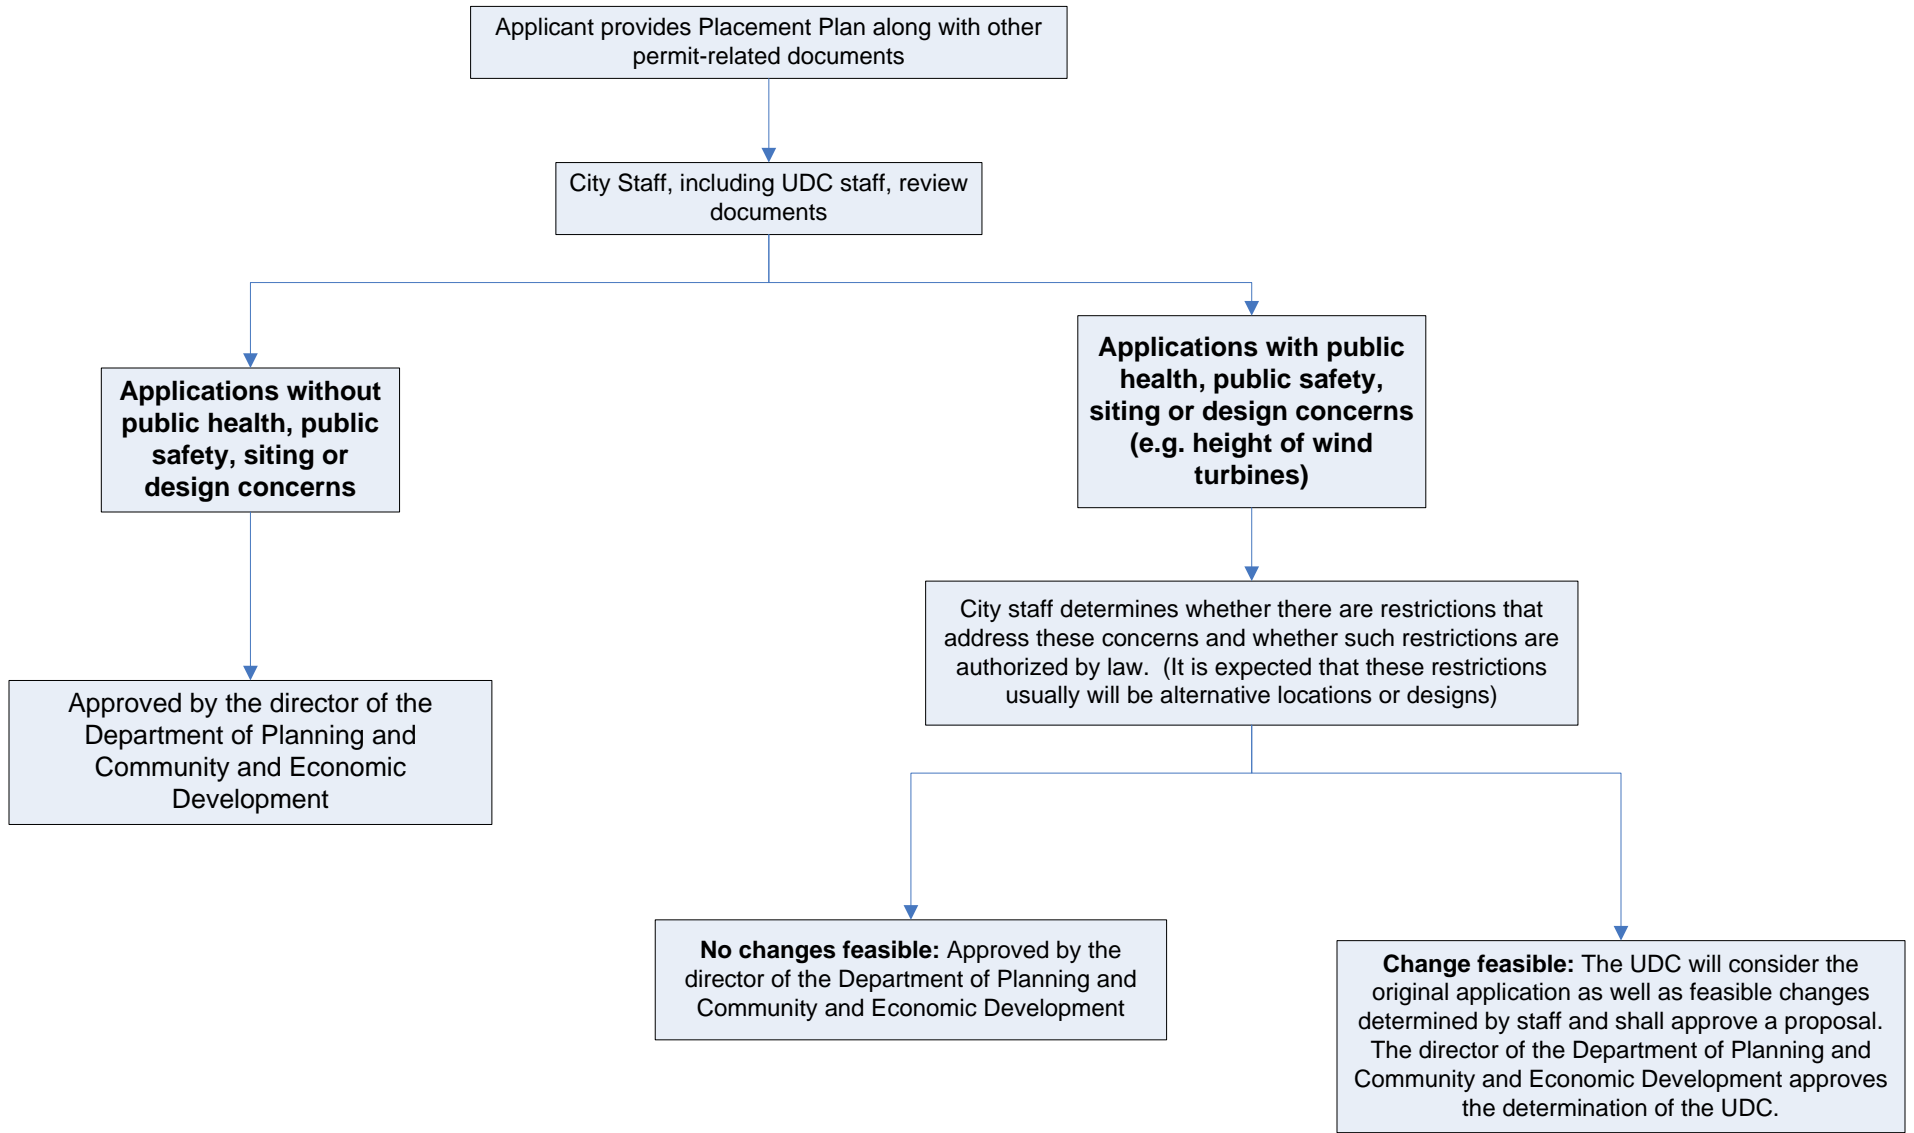 Applicant provides Placement Plan along with other
permit-related documents
City Staff, including UDC staff, review
documents
Applications without
public health, public
safety, siting or
design concerns
Applications with public
health, public safety,
siting or design concerns
(e.g. height of wind
turbines)
Approved by the director of the
Department of Planning and
Community and Economic
Development
City staff determines whether there are restrictions that
address these concerns and whether such restrictions are
authorized by law.  (It is expected that these restrictions
usually will be alternative locations or designs)
No changes feasible: Approved by the
director of the Department of Planning and
Community and Economic Development
Change feasible: The UDC will consider the
original application as well as feasible changes
determined by staff and shall approve a proposal.
The director of the Department of Planning and
Community and Economic Development approves
the determination of the UDC.